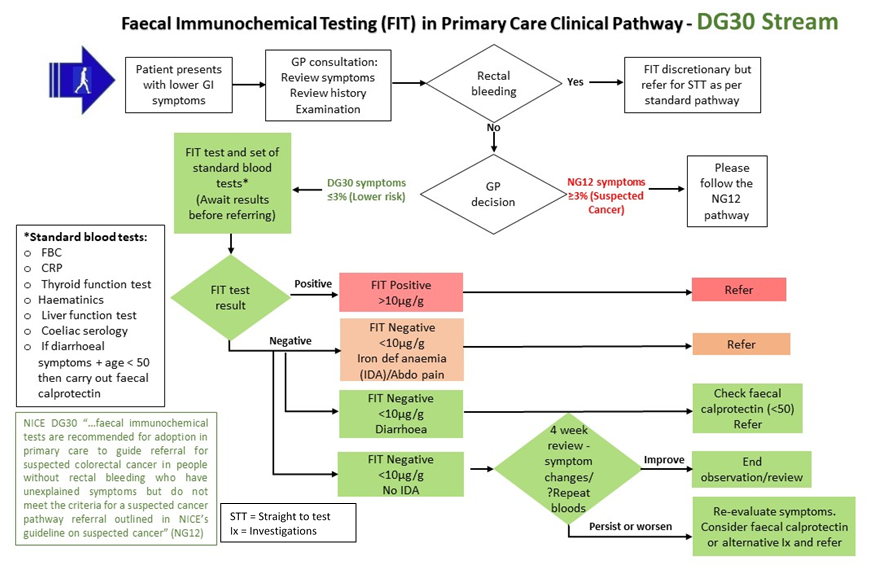 Faecal Immunochemical Testing (FIT) in Primary Care Clinical Pathway - DG30 Stream
Patient presents
with lower GI
symptoms
GP consultation:
Review symptoms
Review history
Examination
Rectal
bleeding
Yes
FIT discretionary but
refer for STT as per
standard pathway
No
FIT test and set of
standard blood
tests*
(Await results
before referring)
DG30 symptoms
≤3% (Lower risk)
GP
decision
NG12 symptoms
≥3% (Suspected
Cancer)
Please
follow the
NG12
pathway
*Standard blood tests:
o FBC
o CRP
o Thyroid function test
o Haematinics
o Liver function test
o Coeliac serology
o If diarrhoeal
symptoms + age < 50
then carry out faecal
calprotectin
FIT test
result
Positive
FIT Positive
>10µg/g
Refer
Negative
FIT Negative
<10µg/g
Iron def anaemia
(IDA)/Abdo pain
Refer
FIT Negative
<10µg/g
Diarrhoea
Check faecal
calprotectin (<50)
Refer
FIT Negative
<10µg/g
No IDA
4 week
review -
symptom
changes/
?Repeat
bloods
Improve
End
observation/review
Persist or worsen
Re-evaluate symptoms.
Consider faecal calprotectin
or alternative Ix and refer
NICE DG30 “...faecal immunochemical
tests are recommended for adoption in
primary care to guide referral for
suspected colorectal cancer in people
without rectal bleeding who have
unexplained symptoms but do not
meet the criteria for a suspected cancer
pathway referral outlined in NICE’s
guideline on suspected cancer” (NG12)
STT = Straight to test
Ix = Investigations